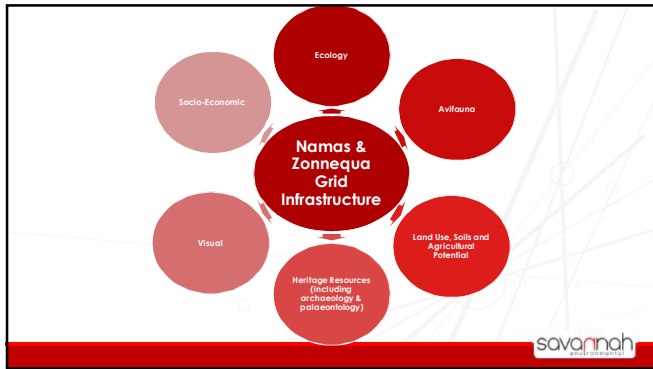 Ecology
Avifauna
Land Use, Soils and
Agricultural
Potential
Heritage Resources
(including
archaeology &
palaeontology)
Visual
Socio-Economic
Namas &
Zonnequa
Grid
Infrastructure
savannah
environmental